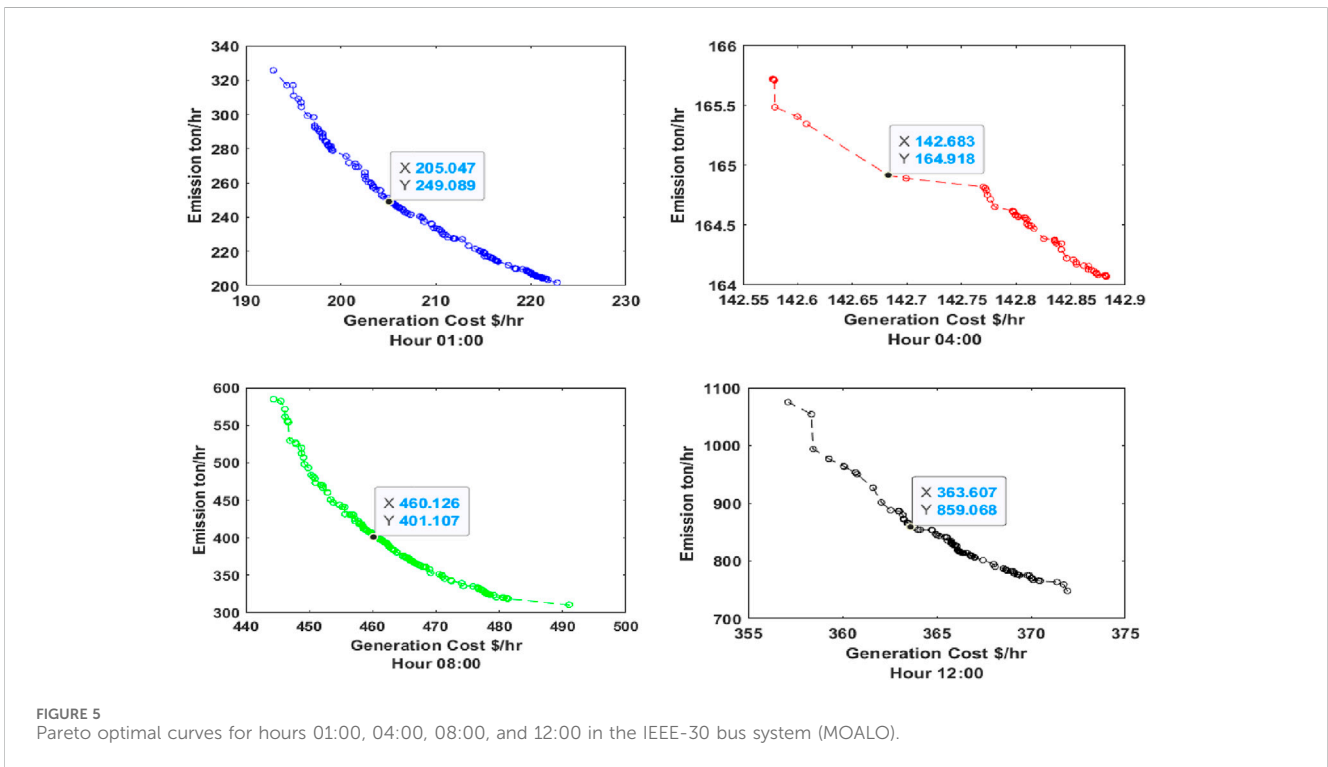 340
320
300
280
260
240
220
200
Emission ton/hr
X 205.047
Y 249.089
190
200
210
220
230
Generation Cost $/hr
Hour 01:00
166
165.5
165
164.5
164
Emission ton/hr
X 142.683
Y 164.918
142.55
142.6
142.65
142.7
142.75
142.8
142.85
142.9
Generation Cost $/hr
Hour 04:00
600
550
500
450
400
350
300
Emission ton/hr
X 460.126
Y 401.107
440
450
460
470
480
490
500
Generation Cost $/hr
Hour 08:00
1100
1000
900
800
700
Emission ton/hr
X 363.607
Y 859.068
355
360
365
370
375
Generation Cost $/hr
Hour 12:00
FIGURE 5
Pareto optimal curves for hours 01:00, 04:00, 08:00, and 12:00 in the IEEE-30 bus system (MOALO).